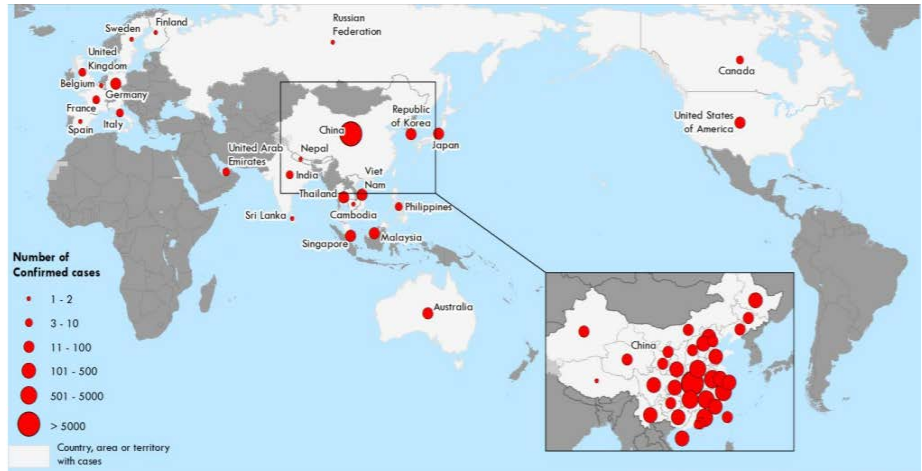 Russian
Federation
Finland
Sweden
United
Kingdom
Belgium
Germany
France
Italy
Spain
Canada
United States
of America
Republic
of Korea
China
Japan
Nepal
United Arab
Emirates
India
Viet
Nam
Thailand
Philippines
Sri Lanka
Cambodia
Singapore
Malaysia
Australia
Number of
Confirmed cases
1 - 2
3 - 10
11 - 100
101 - 500
501 - 5000
> 5000
Country, area or territory
with cases
China